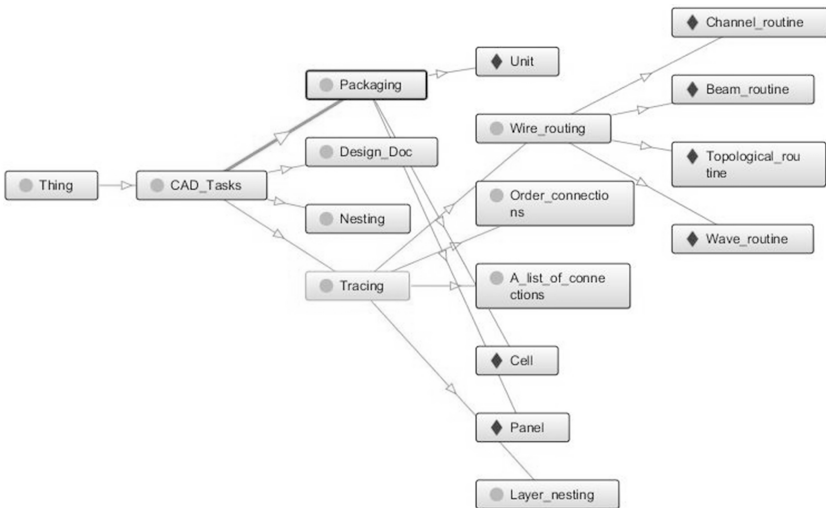 Channel_routine
Unit
Packaging
Beam_routine
Wire_routing
Design_Doc
Topological_rou
tine
Thing
CAD_Tasks
Order_connectio
ns
Nesting
Wave_routine
Tracing
A_list_of_conne
ctions
Cell
Panel
Layer_nesting